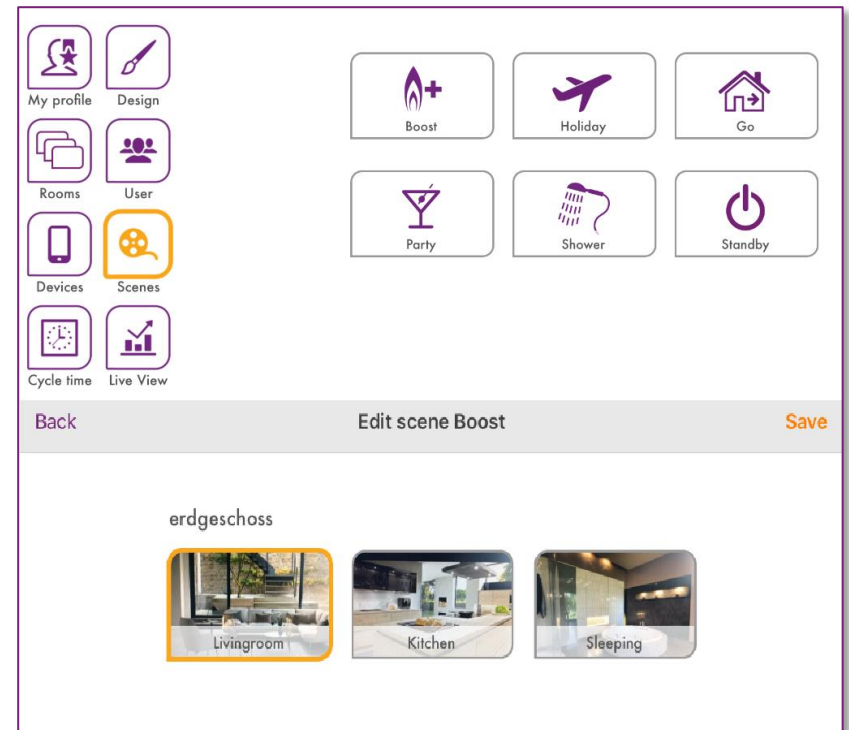 My profile
Design
Boost
Holiday
Go
Rooms
User
Party
Shower
Standby
Devices
Scenes
Cycle time
Live View
Back
Edit scene Boost
Save
erdgeschoss
Livingroom
Kitchen
Sleeping